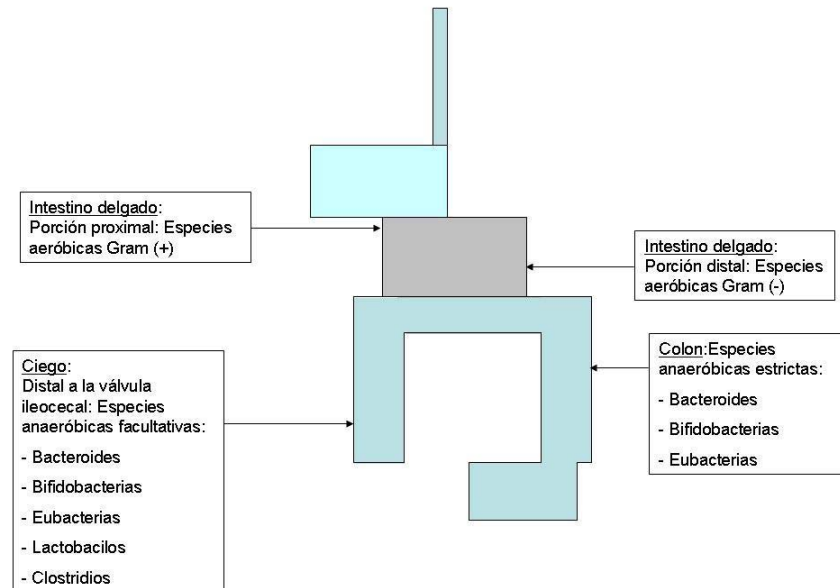 Intestino delgado:
Porción proximal: Especies
aeróbicas Gram (+)
Intestino delgado:
Porción distal: Especies
aeróbicas Gram (-)
Ciego:
Distal a la válvula
ileocecal: Especies
anaeróbicas facultativas:
- Bacteroides
- Bifidobacterias
- Eubacterias
- Lactobacilos
- Clostridios
Colon:Especies
anaeróbicas estrictas:
- Bacteroides
- Bifidobacterias
- Eubacterias